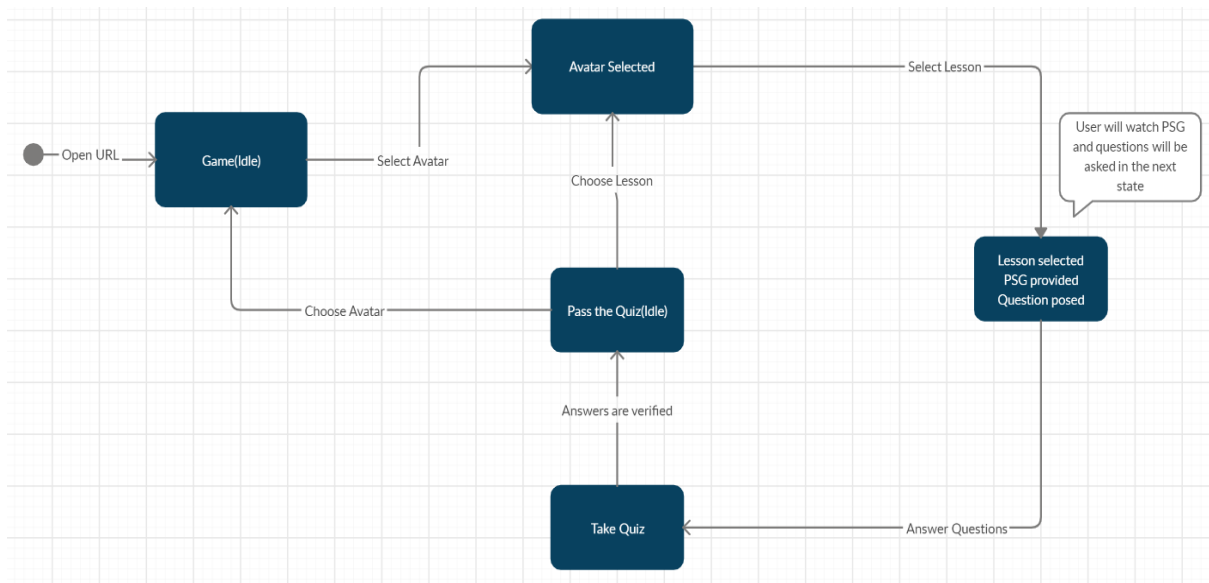 Avatar Selected
Select Lesson
User will watch PSG
and questions will be
asked in the next
state
Open URL
Game(Idle)
Select Avatar
Choose Lesson
Lesson selected
PSG provided
Question posed
Choose Avatar
Pass the Quiz(Idle)
Answers are verified
Take Quiz
Answer Questions